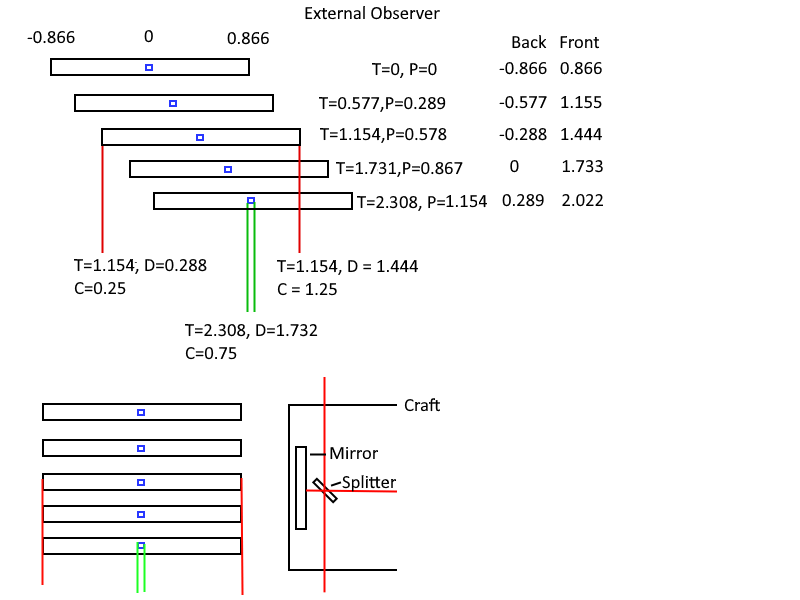 External Observer
-0.866 0 0.866
Back Front
T=0, P=0 -0.866 0.866
T=0.577,P=0.289 -0.577 1.155
T=1.154,P=0.578 -0.288 1.444
T=1.731,P=0.867 0 1.733
T=2.308, P=1.154 0.289 2.022
T=1.154, D=0.288 T=1.154, D = 1.444
C=0.25 C = 1.25
T=2.308, D=1.732
C=0.75
Craft
Mirror
Splitter